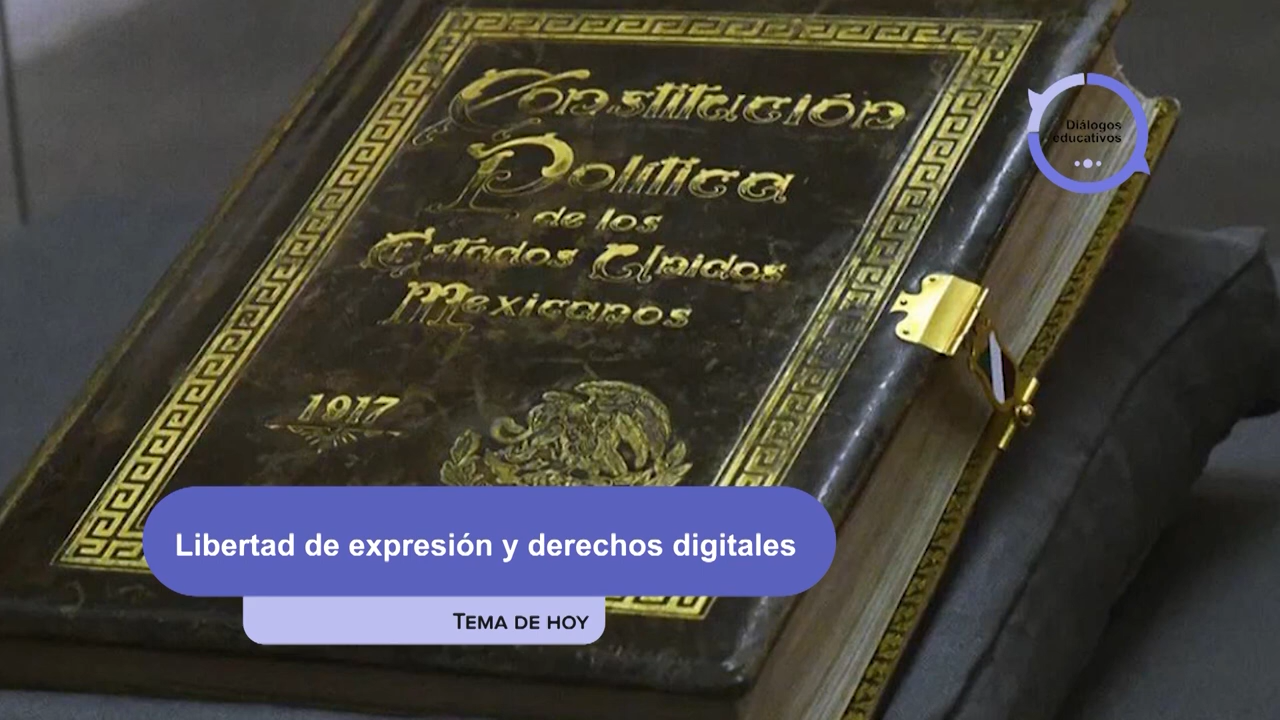 Constitución
Política
de los
Estados Unidos
Mexicanos
1917
Diálogos
educativos
Libertad de expresión y derechos digitales
TEMA DE HOY